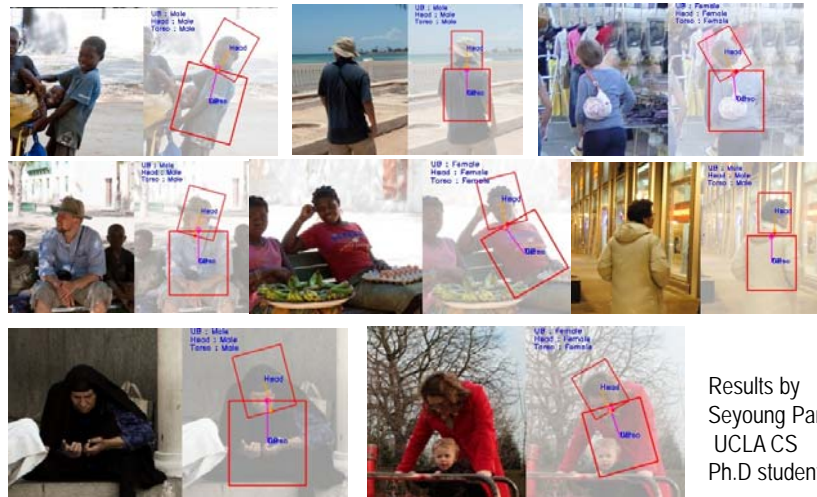 UB : Male
Head : Male
Torso : Male
Head
Torso
UB : Male
Head : Male
Torso : Male
Head
Torso
UB : Female
Head : Female
Torso : Female
Head
Torso
UB : Male
Head : Male
Torso : Male
Head
Torso
UB : Female
Head : Female
Torso : Female
Head
Torso
UB : Male
Head : Male
Torso : Male
Head
Torso
UB : Male
Head : Male
Torso : Male
Head
Torso
UB : Female
Head : Female
Torso : Female
Head
Torso
Results by
Seyoung Par
UCLA CS
Ph.D studen